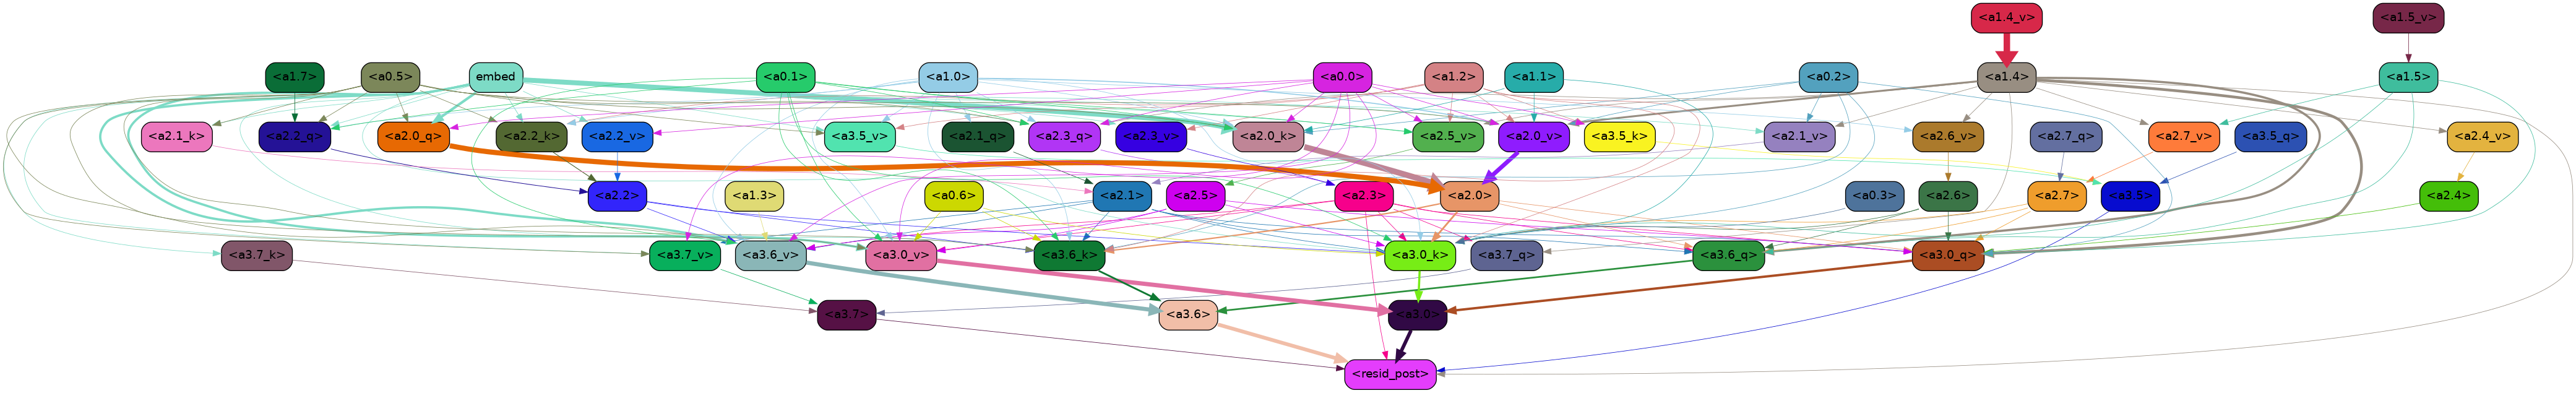 <a1.4_v> <a1.5_v>
<a1.7> <a0.5> embed <a0.1> <a1.0> <a0.0> <a1.2> <a1.1> <a0.2> <a1.4> <a1.5>
<a2.1_k> <a2.2_q> <a2.0_q> <a2.2_k> <a2.2_v> <a3.5_v> <a2.1_q> <a2.3_q> <a2.3_v> <a2.0_k> <a2.5_v> <a2.0_v> <a3.5_k> <a2.1_v> <a2.6_v> <a2.7_q> <a2.7_v> <a3.5_q> <a2.4_v>
<a2.2> <a1.3> <a0.6> <a2.1> <a2.5> <a2.3> <a2.0> <a0.3> <a2.6> <a2.7> <a3.5> <a2.4>
<a3.7_k> <a3.7_v> <a3.6_v> <a3.0_v> <a3.6_k> <a3.0_k> <a3.7_q> <a3.6_q> <a3.0_q>
<a3.7> <a3.6> <a3.0>
<resid_post>